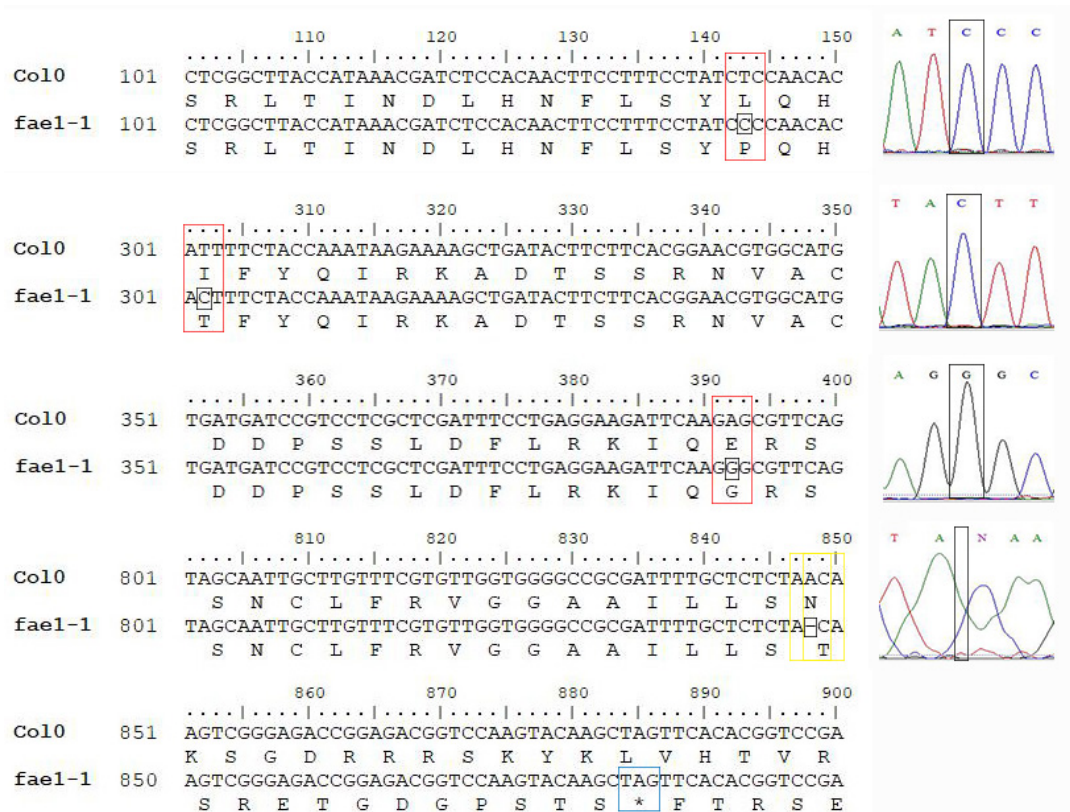 110 120 130 140 150
Col0 101 CTCGGCTTACCATAAACGATCTCCACAACTTCCTTTCCTATCTCCAACAC
S R L T I N D L H N F L S Y L Q H
fae1-1 101 CTCGGCTTACCATAAACGATCTCCACAACTTCCTTTCCTATCCCCAACAC
S R L T I N D L H N F L S Y P Q H
A T C C C
310 320 330 340 350
Col0 301 ATTTTCTACCAAATAAGAAAAGCTGATACTTCTTCACGGAACGTGGCATG
I F Y Q I R K A D T S S R N V A C
fae1-1 301 ACTTTCTACCAAATAAGAAAAGCTGATACTTCTTCACGGAACGTGGCATG
T F Y Q I R K A D T S S R N V A C
T A C T T
360 370 380 390 400
Col0 351 TGATGATCCGTCCTCGCTCGATTTCCTGAGGAAGATTCAAGAGCGTTCAG
D D P S S L D F L R K I Q E R S
fae1-1 351 TGATGATCCGTCCTCGCTCGATTTCCTGAGGAAGATTCAAGGGCGTTCAG
D D P S S L D F L R K I Q G R S
A G G G C
810 820 830 840 850
Col0 801 TAGCAATTGCTTGTTTCGTGTTGGTGGGGCCGCGATTTTGCTCTCTAACA
S N C L F R V G G A A I L L S N
fae1-1 801 TAGCAATTGCTTGTTTCGTGTTGGTGGGGCCGCGATTTTGCTCTCTA-CA
S N C L F R V G G A A I L L S T
T A N A A
860 870 880 890 900
Col0 851 AGTCGGGAGACCGGAGACGGTCCAAGTACAAGCTAGTTCACACGGTCCGA
K S G D R R R S K Y K L V H T V R
fae1-1 850 AGTCGGGAGACCGGAGACGGTCCAAGTACAAGCTAGTTCACACGGTCCGA
S R E T G D G P S T S * F T R S E